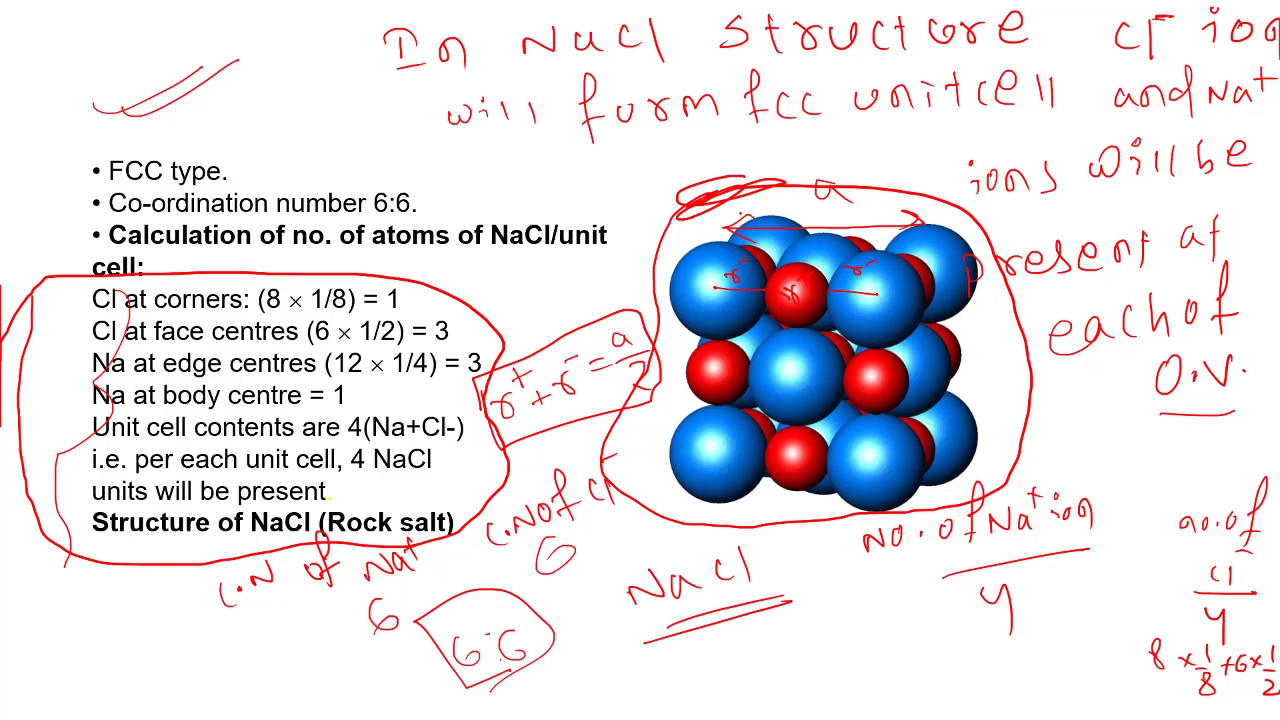 In NaCl structure Cl⁻ ion
will form fcc unitcell and Na⁺
ions will be
present at
each of
O.V.
• FCC type.
• Co-ordination number 6:6.
• Calculation of no. of atoms of NaCl/unit
cell:
Cl at corners: (8 × 1/8) = 1
Cl at face centres (6 × 1/2) = 3
Na at edge centres (12 × 1/4) = 3
Na at body centre = 1
Unit cell contents are 4(Na+Cl-)
i.e. per each unit cell, 4 NaCl
units will be present.
Structure of NaCl (Rock salt)
r⁺+r⁻=a/2
a
r⁻ r⁺ r⁻
C.N of Na⁺
6
C.N of Cl⁻
6
6:6
NaCl
No. of Na⁺ ion
4
no. of
Cl
4
8 × 1/8 + 6 × 1/2